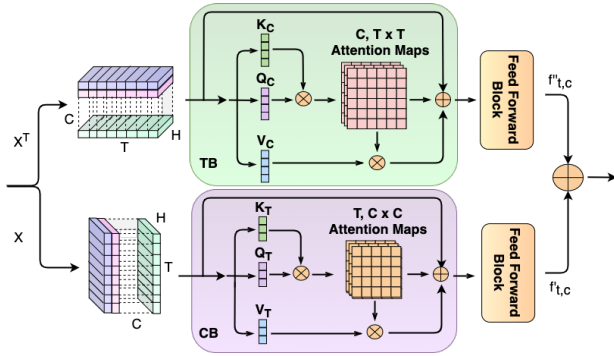 K_C
C, T x T
Attention Maps
Q_C
V_C
TB
C
H
T
X^T
Feed Forward
Block
f''_{t,c}
X
K_T
T, C x C
Attention Maps
Q_T
V_T
CB
H
T
C
Feed Forward
Block
f'_{t,c}